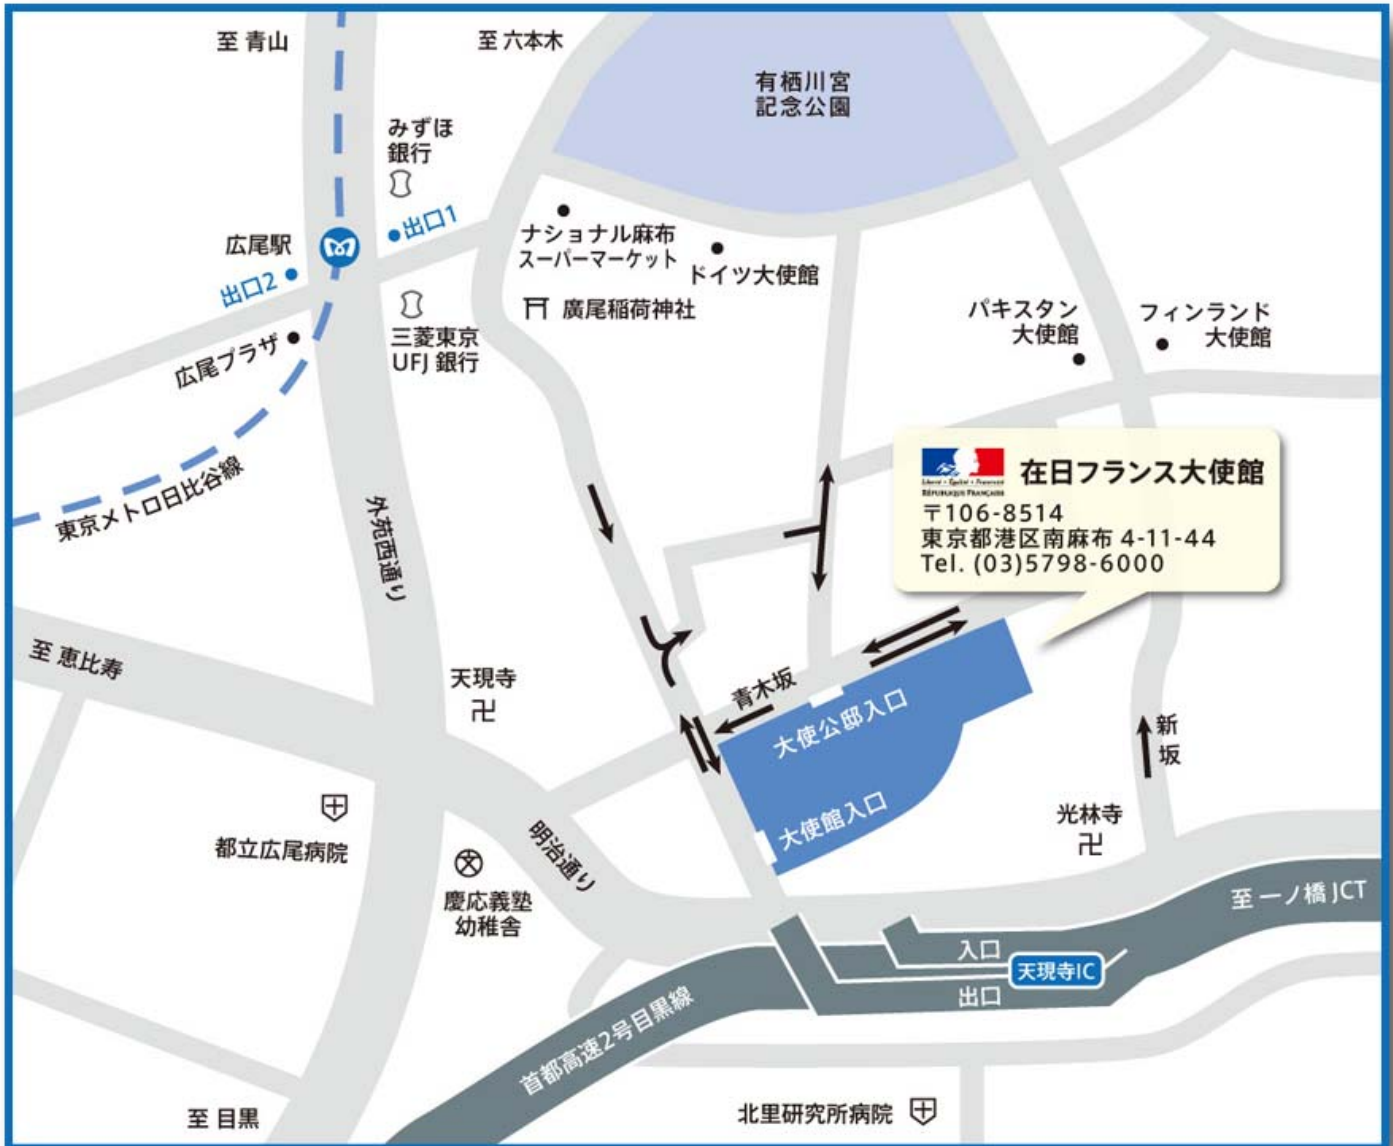 至 青山
至 六本木
有栖川宮
記念公園
みずほ
銀行
出口1
広尾駅
出口2
ナショナル麻布
スーパーマーケット
ドイツ大使館
廣尾稲荷神社
三菱東京
UFJ 銀行
広尾プラザ
パキスタン
大使館
フィンランド
大使館
東京メトロ日比谷線
外苑西通り
Liberté • Égalité • Fraternité
RÉPUBLIQUE FRANÇAISE
在日フランス大使館
〒106-8514
東京都港区南麻布 4-11-44
Tel. (03)5798-6000
至 恵比寿
天現寺
卍
青木坂
大使公邸入口
大使館入口
新
坂
光林寺
卍
都立広尾病院
文
慶応義塾
幼稚舎
明治通り
至 一ノ橋 JCT
入口
天現寺IC
出口
首都高速2号目黒線
至 目黒
北里研究所病院